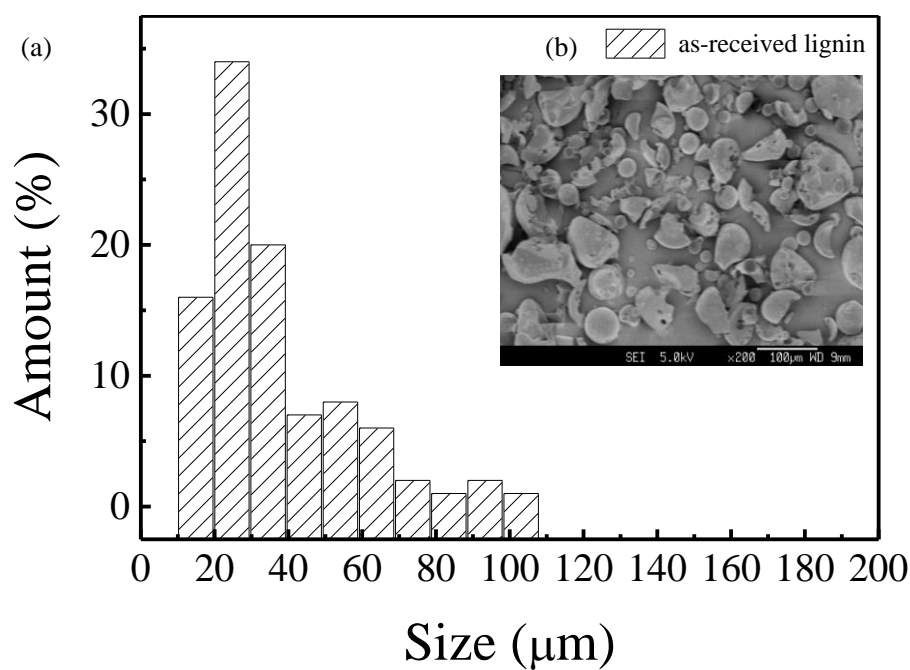 (a)
(b)
as-received lignin
30
20
10
0
Amount (%)
SEI 5.0kV ×200 100μm WD 9mm
0 20 40 60 80 100 120 140 160 180 200
Size (μm)